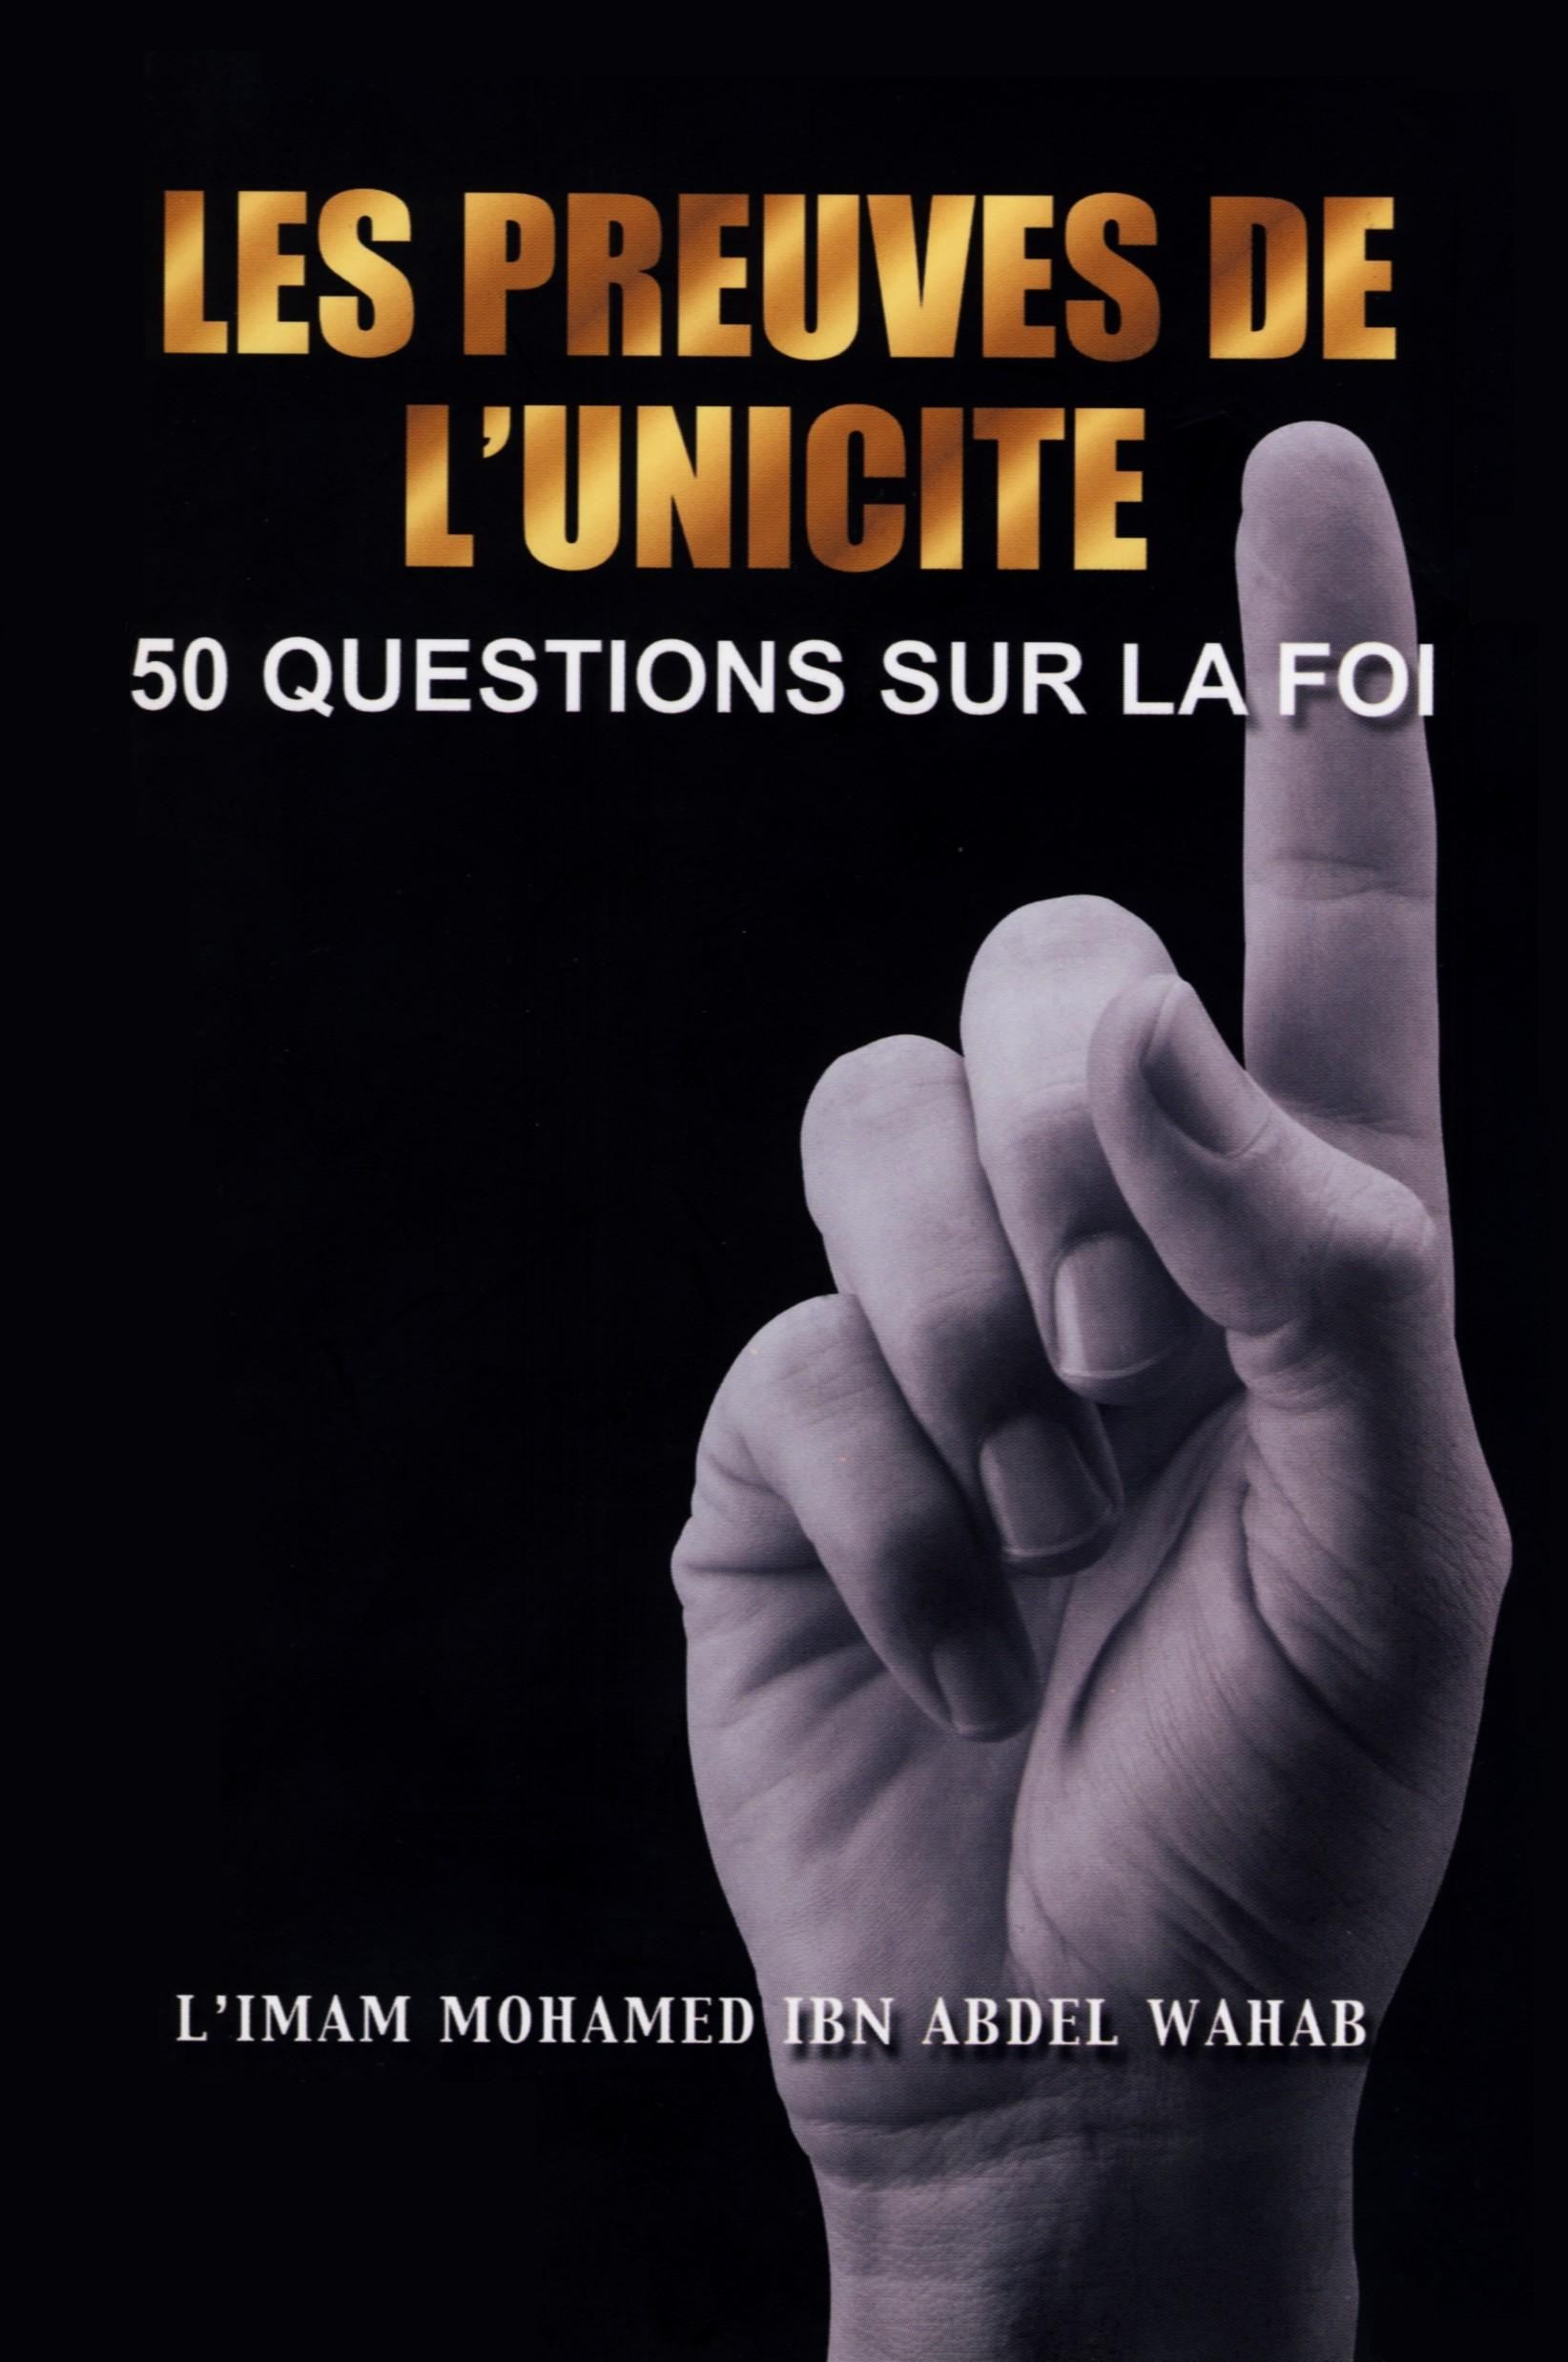 LES PREUVES DE
L’UNICITE
50 QUESTIONS SUR LA FOI
L’IMAM MOHAMED IBN ABDEL WAHAB